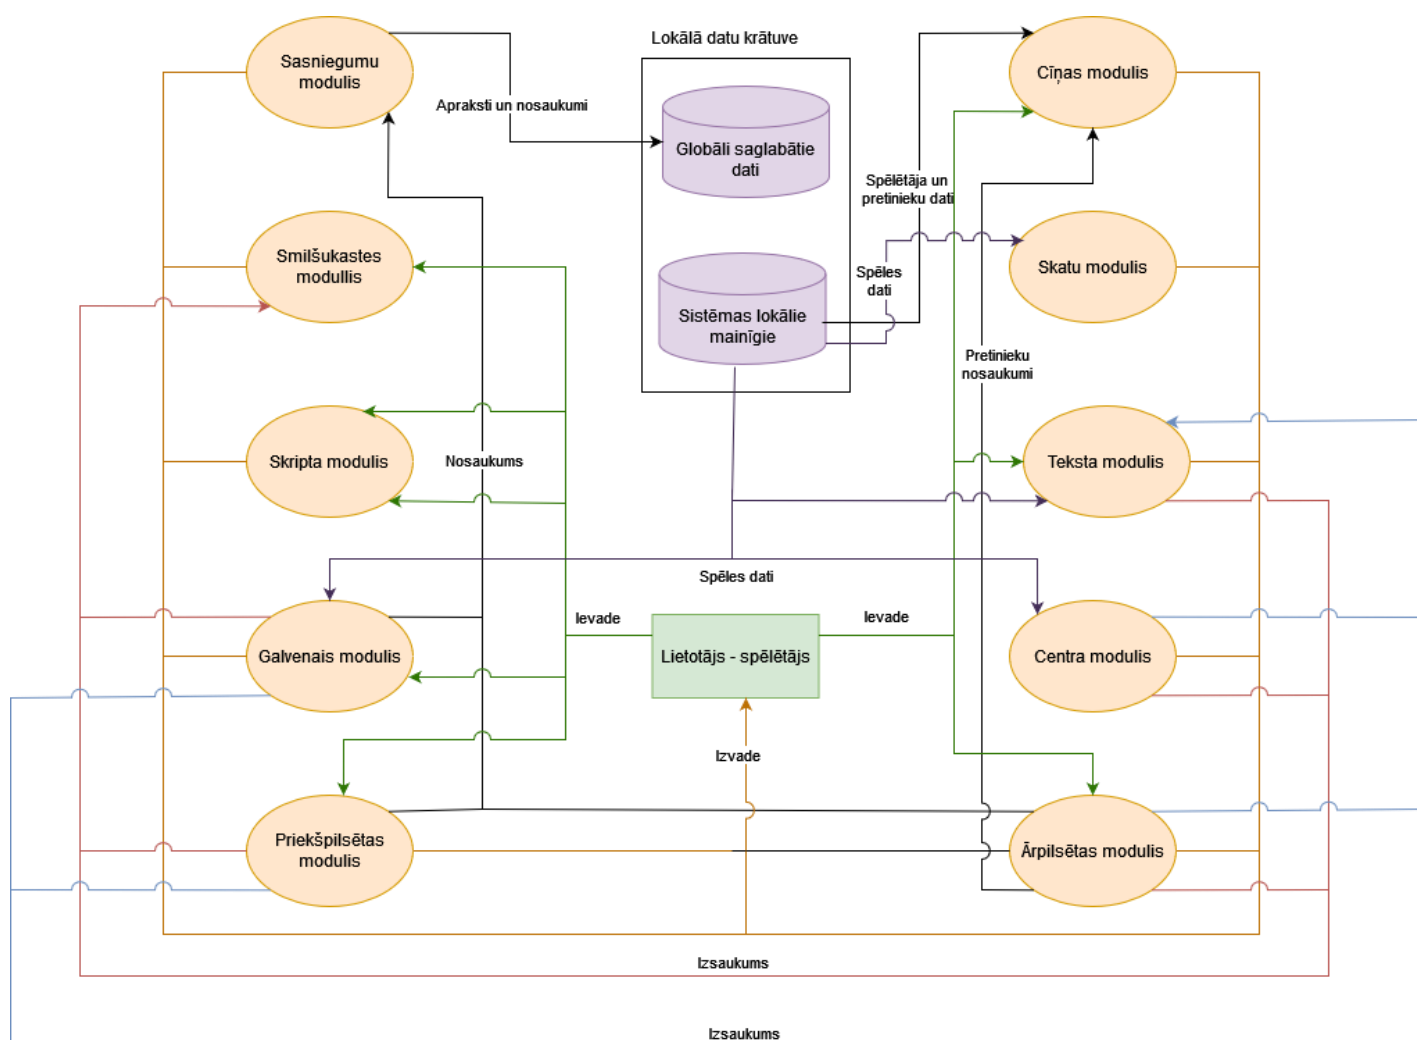 Lokālā datu krātuve
Sasniegumu
modulis
Cīņas modulis
Apraksti un nosaukumi
Globāli saglabātie
dati
Spēlētāja un
pretinieku dati
Smilšukastes
modullis
Skatu modulis
Spēles
dati
Sistēmas lokālie
mainīgie
Pretinieku
nosaukumi
Skripta modulis
Nosaukums
Teksta modulis
Spēles dati
Ievade
Ievade
Galvenais modulis
Lietotājs - spēlētājs
Centra modulis
Izvade
Priekšpilsētas
modulis
Ārpilsētas modulis
Izsaukums
Izsaukums